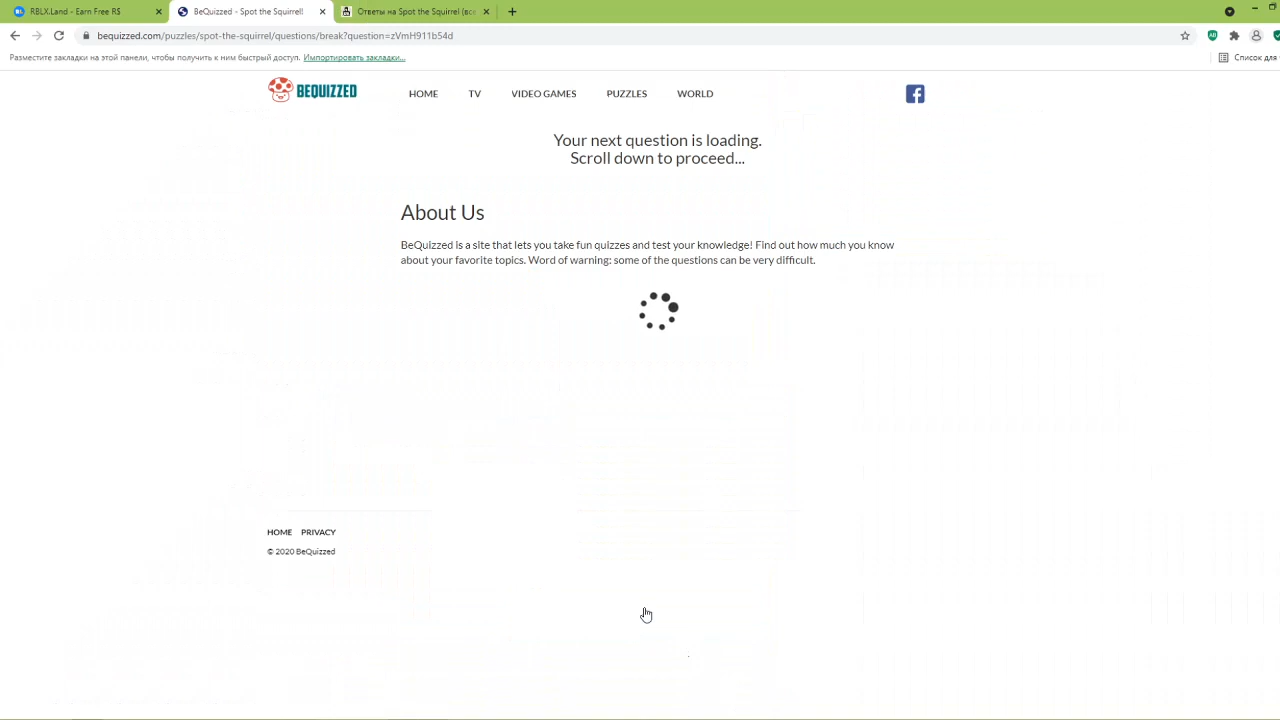 RBLX.Land - Earn Free R$
BeQuizzed - Spot the Squirrel!
Ответы на Spot the Squirrel (все
bequizzed.com/puzzles/spot-the-squirrel/questions/break?question=zVmH911b54d
Разместите закладки на этой панели, чтобы получить к ним быстрый доступ. Импортировать закладки...
Список для
BEQUIZZED
HOME TV VIDEO GAMES PUZZLES WORLD
Your next question is loading.
Scroll down to proceed...
About Us
BeQuizzed is a site that lets you take fun quizzes and test your knowledge! Find out how much you know
about your favorite topics. Word of warning: some of the questions can be very difficult.
HOME PRIVACY
© 2020 BeQuizzed